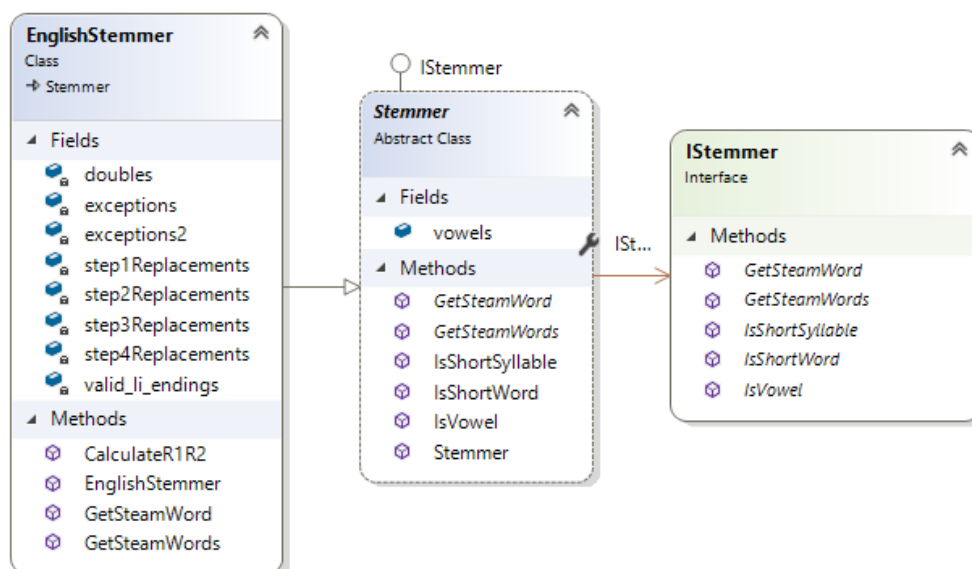 EnglishStemmer
Class
Stemmer
Fields
doubles
exceptions
exceptions2
step1Replacements
step2Replacements
step3Replacements
step4Replacements
valid_li_endings
Methods
CalculateR1R2
EnglishStemmer
GetSteamWord
GetSteamWords
IStemmer
Stemmer
Abstract Class
Fields
vowels
Methods
GetSteamWord
GetSteamWords
IsShortSyllable
IsShortWord
IsVowel
Stemmer
ISt...
IStemmer
Interface
Methods
GetSteamWord
GetSteamWords
IsShortSyllable
IsShortWord
IsVowel